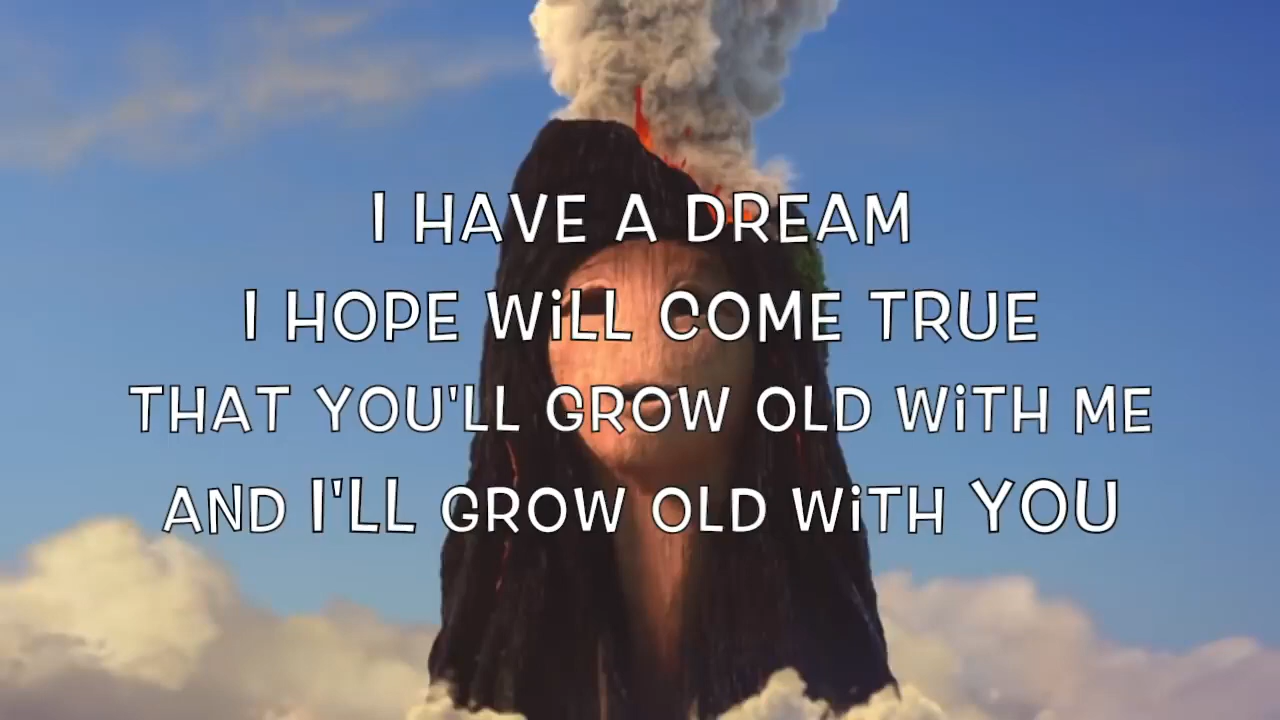 I HAVE A DREAM
I HOPE WiLL COME TRUE
THAT YOU'LL GROW OLD WiTH ME
AND I'LL GROW OLD WiTH YOU